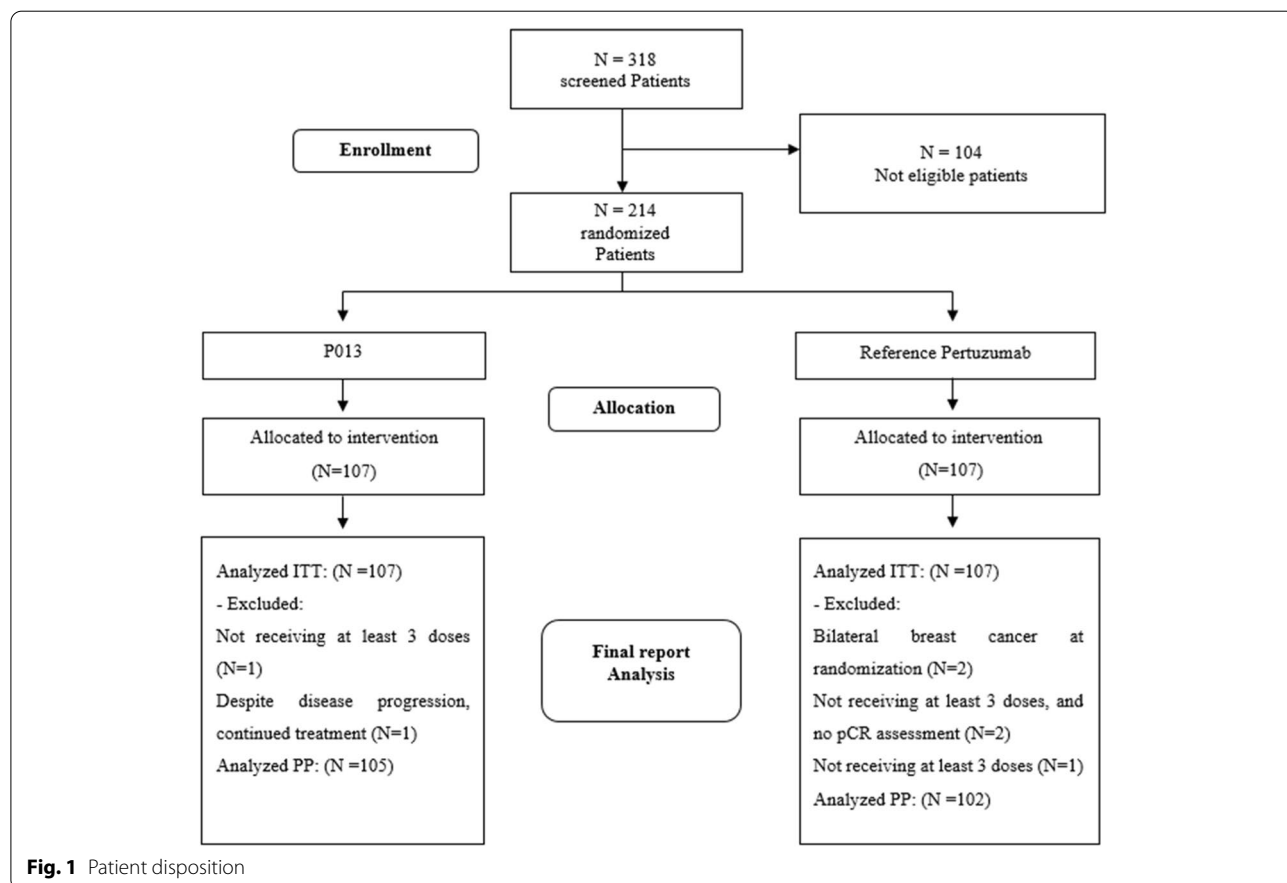 N = 318
screened Patients
Enrollment
N = 104
Not eligible patients
N = 214
randomized
Patients
P013
Reference Pertuzumab
Allocation
Allocated to intervention
(N=107)
Allocated to intervention
(N=107)
Analyzed ITT: (N =107)
- Excluded:
Not receiving at least 3 doses
(N=1)
Despite disease progression,
continued treatment (N=1)
Analyzed PP: (N =105)
Final report
Analysis
Analyzed ITT: (N =107)
- Excluded:
Bilateral breast cancer at
randomization (N=2)
Not receiving at least 3 doses, and
no pCR assessment (N=2)
Not receiving at least 3 doses (N=1)
Analyzed PP: (N =102)
Fig. 1 Patient disposition